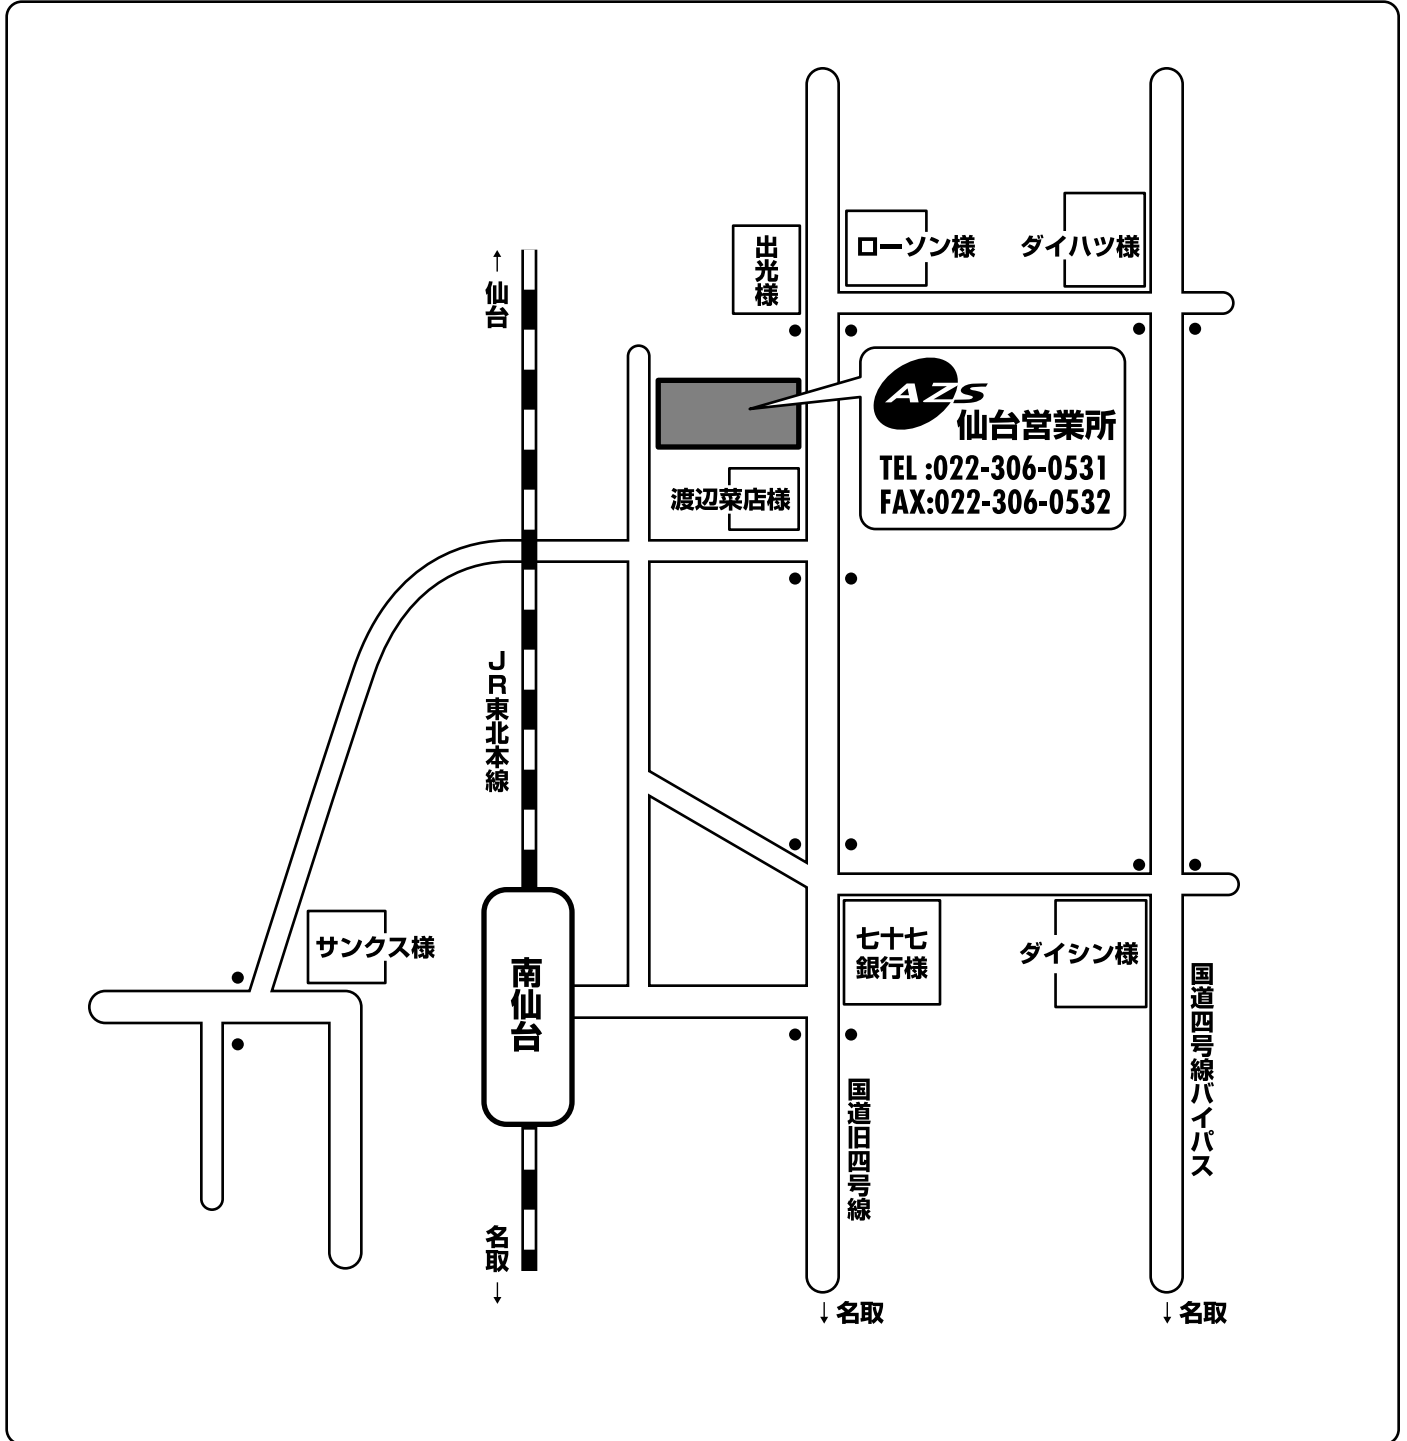 出光様
ローソン様
ダイハツ様
↑仙台
AZS
仙台営業所
TEL :022-306-0531
FAX:022-306-0532
渡辺菜店様
JR東北本線
サンクス様
南仙台
七十七
銀行様
ダイシン様
国道四号線バイパス
国道旧四号線
名取↓
↓名取
↓名取